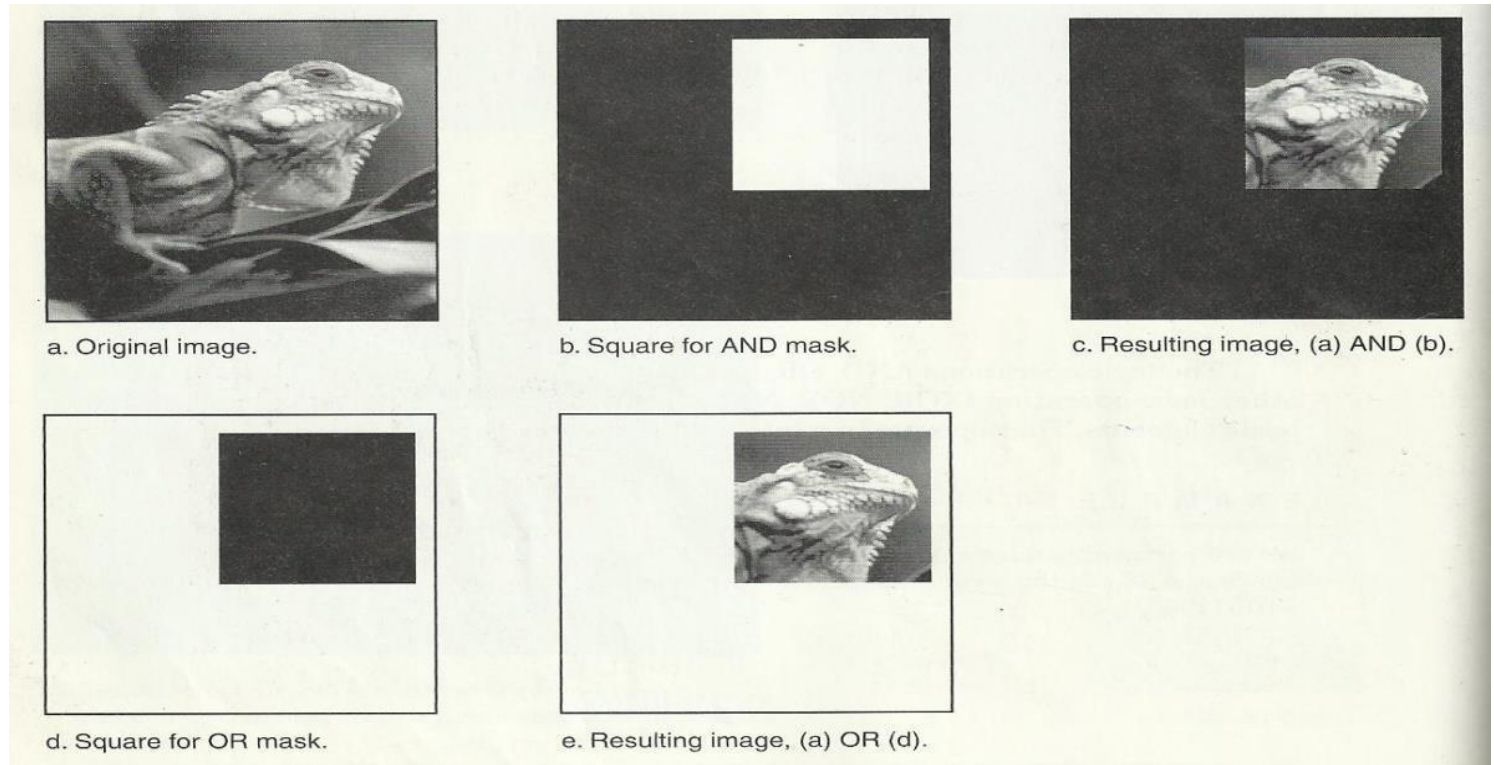 a. Original image.
b. Square for AND mask.
c. Resulting image, (a) AND (b).
d. Square for OR mask.
e. Resulting image, (a) OR (d).